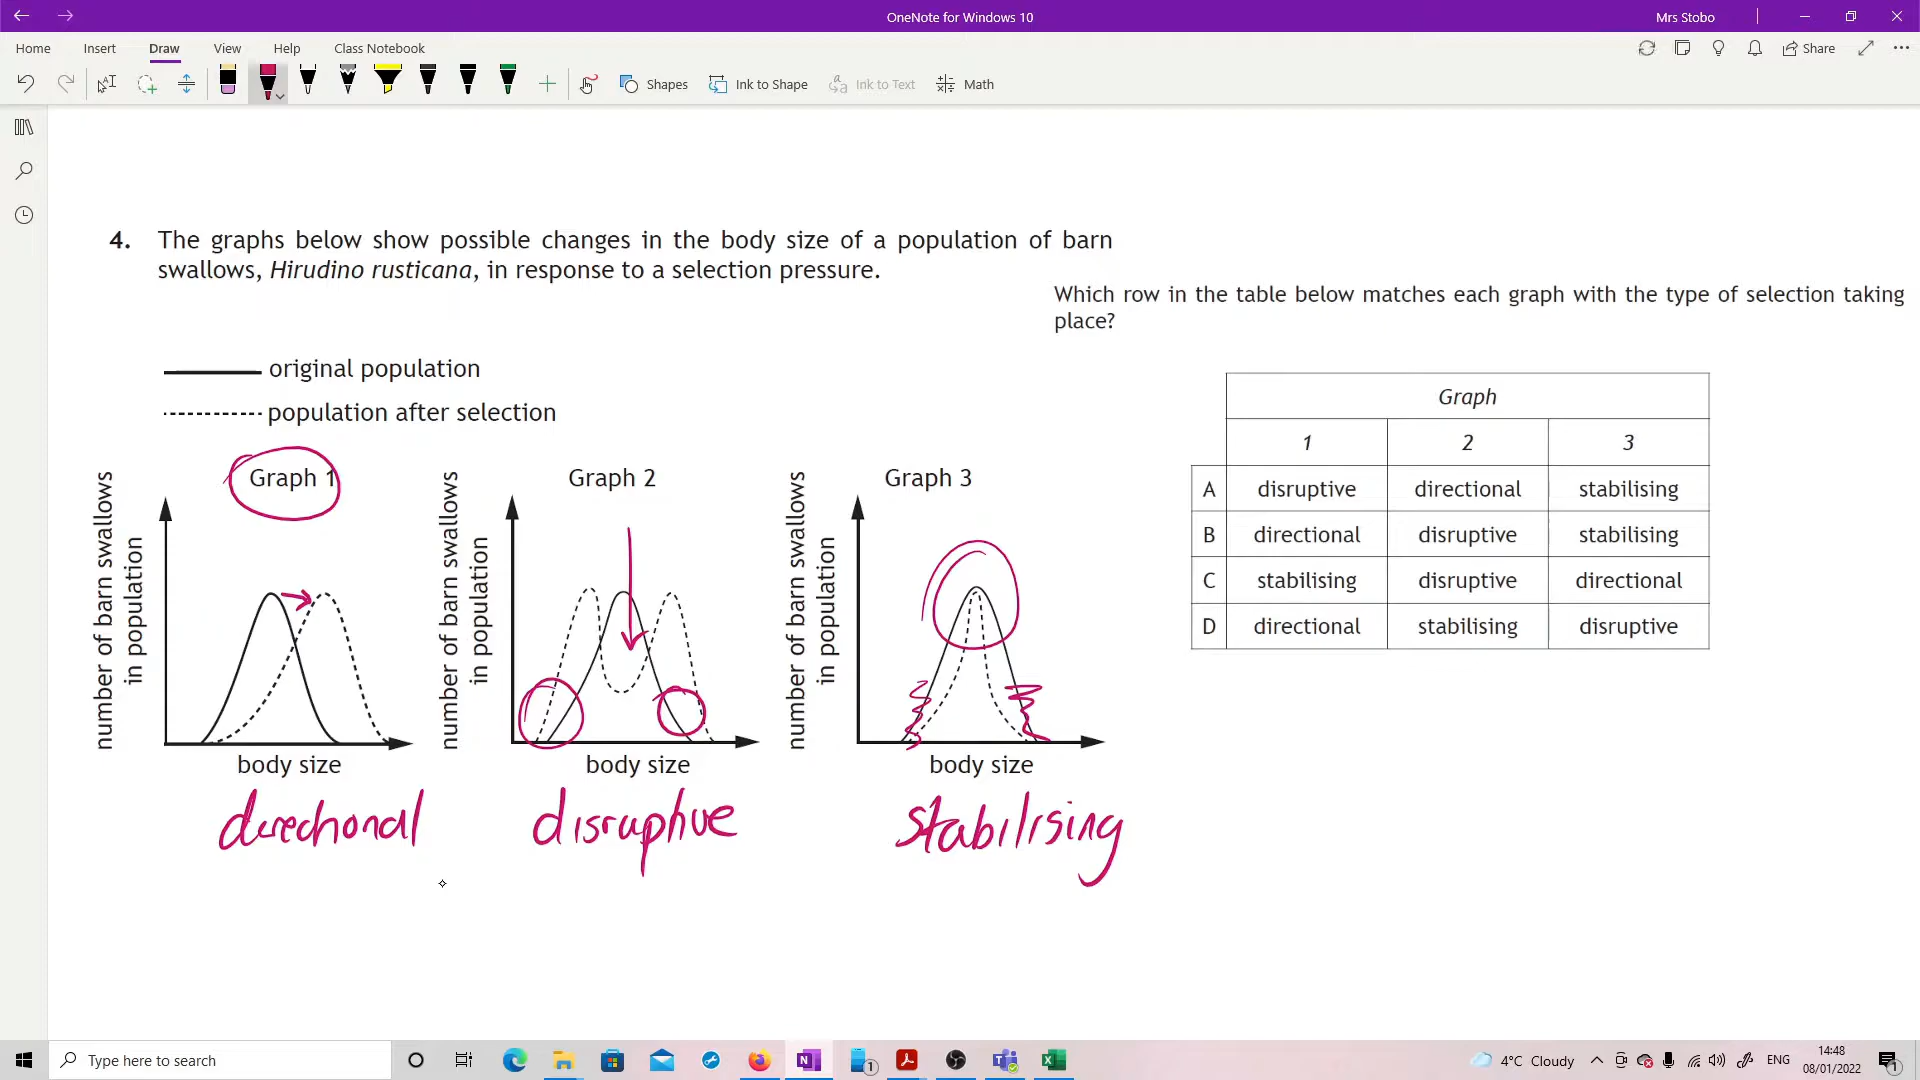 OneNote for Windows 10
Mrs Stobo
Home Insert Draw View Help Class Notebook
Share
Shapes Ink to Shape Ink to Text Math
4. The graphs below show possible changes in the body size of a population of barn
swallows, Hirudino rusticana, in response to a selection pressure.
original population
population after selection
Graph 1
number of barn swallows
in population
body size
directional
Graph 2
number of barn swallows
in population
body size
disruptive
Graph 3
number of barn swallows
in population
body size
stabilising
Which row in the table below matches each graph with the type of selection taking
place?
Graph
1 2 3
A disruptive directional stabilising
B directional disruptive stabilising
C stabilising disruptive directional
D directional stabilising disruptive
Type here to search
4°C Cloudy
ENG
14:48
08/01/2022